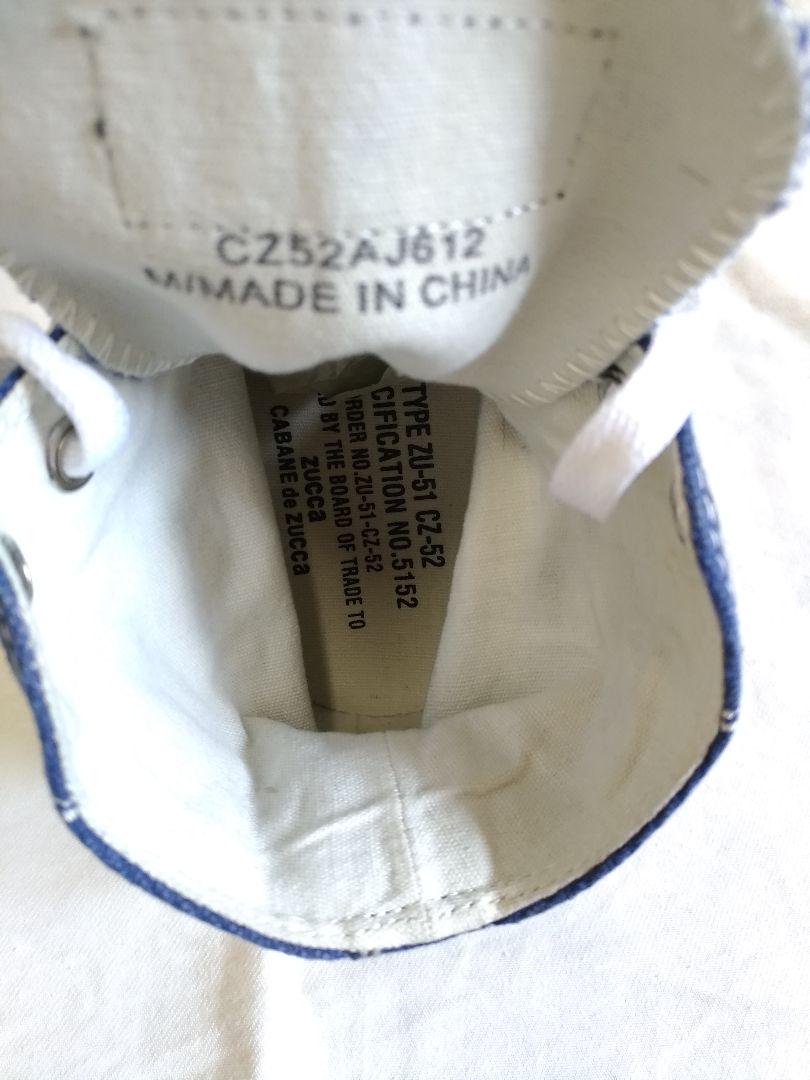 CZ52AJ612
M/MADE IN CHINA
TYPE ZU-51 CZ-52
CIFICATION NO.5152
RDER NO.ZU-51-CZ-52
BY THE BOARD OF TRADE TO
zucca
CABANE de zucca